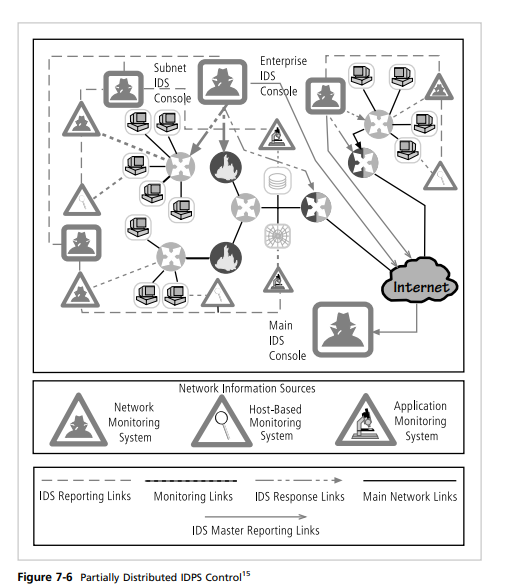 Subnet
IDS
Console
Enterprise
IDS
Console
Internet
Main
IDS
Console
Network Information Sources
Network
Monitoring
System
Host-Based
Monitoring
System
Application
Monitoring
System
IDS Reporting Links
Monitoring Links
IDS Response Links
Main Network Links
IDS Master Reporting Links
Figure 7-6 Partially Distributed IDPS Control15